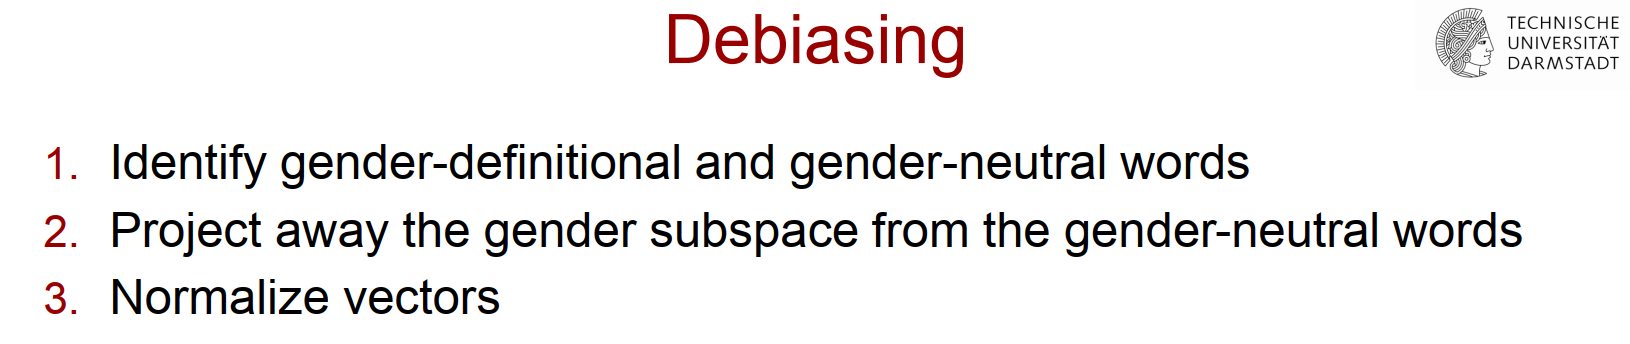 Debiasing
TECHNISCHE
UNIVERSITÄT
DARMSTADT
1. Identify gender-definitional and gender-neutral words
2. Project away the gender subspace from the gender-neutral words
3. Normalize vectors